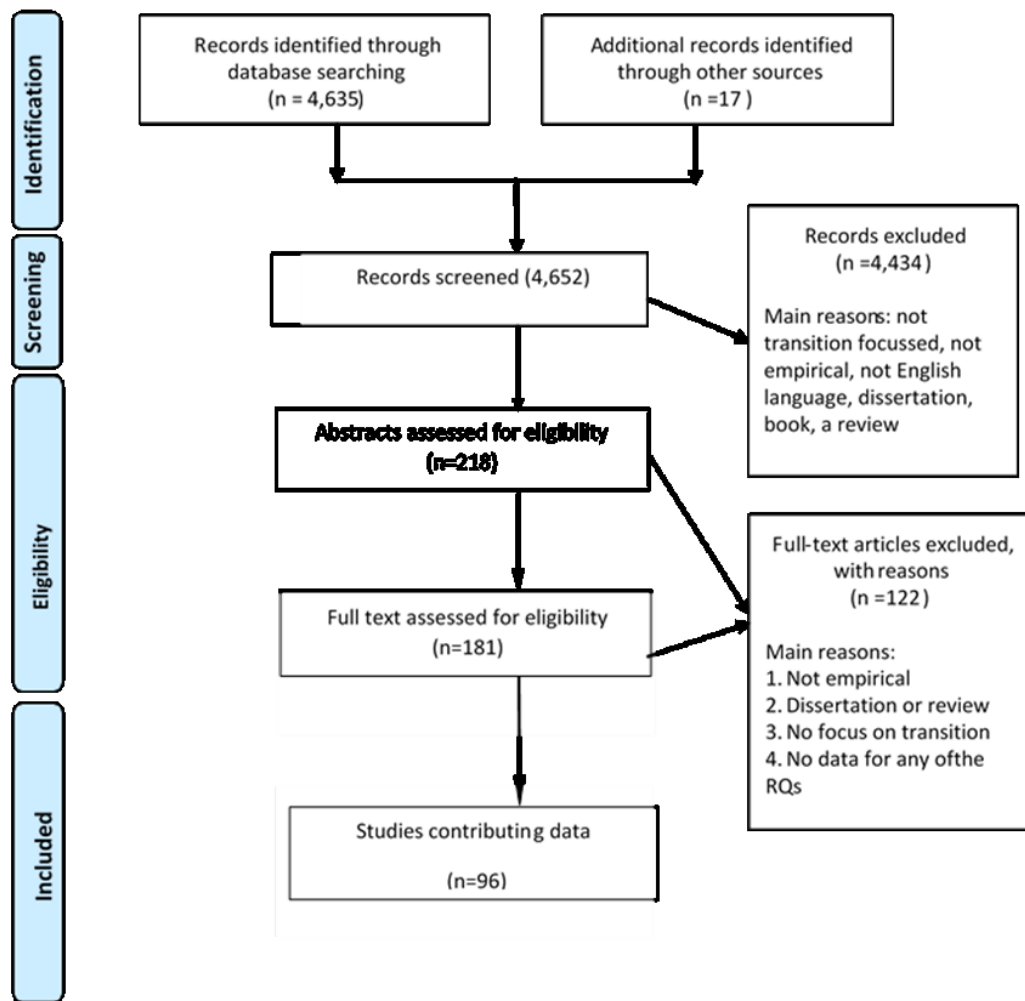 Identification
Records identified through
database searching
(n = 4,635)
Additional records identified
through other sources
(n =17 )
Screening
Records screened (4,652)
Records excluded
(n =4,434)
Main reasons: not
transition focussed, not
empirical, not English
language, dissertation,
book, a review
Eligibility
Abstracts assessed for eligibility
(n=218)
Full text assessed for eligibility
(n=181)
Full-text articles excluded,
with reasons
(n =122)
Main reasons:
1. Not empirical
2. Dissertation or review
3. No focus on transition
4. No data for any ofthe
RQs
Included
Studies contributing data
(n=96)